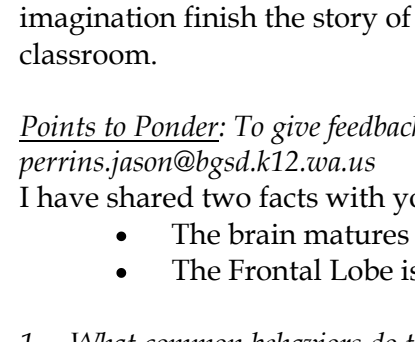 imagination finish the story of
classroom.
Points to Ponder: To give feedback
perrins.jason@bgsd.k12.wa.us
I have shared two facts with yo
• The brain matures
• The Frontal Lobe is
1. What common behaviors do t